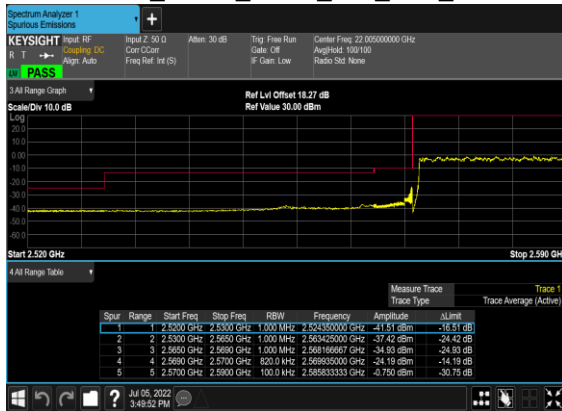 Spectrum Analyzer 1
Spurious Emissions
+
KEYSIGHT
R T
PASS
Input: RF
Coupling: DC
Align: Auto
Input Z: 50 Ω
Corr CCorr
Freq Ref: Int (S)
Atten: 30 dB
Trig: Free Run
Gate: Off
IF Gain: Low
Center Freq: 22.005000000 GHz
Avg|Hold: 100/100
Radio Std: None
3 All Range Graph
Scale/Div 10.0 dB
Ref Lvl Offset 18.27 dB
Ref Value 30.00 dBm
Log
20.0
10.0
0.00
-10.0
-20.0
-30.0
-40.0
-50.0
-60.0
Start 2.520 GHz
Stop 2.590 GH
4 All Range Table
Measure Trace Trace 1
Trace Type Trace Average (Active)
Spur Range Start Freq Stop Freq RBW Frequency Amplitude ΔLimit
1 1 2.5200 GHz 2.5300 GHz 1.000 MHz 2.524350000 GHz -41.51 dBm -16.51 dB
2 2 2.5300 GHz 2.5650 GHz 1.000 MHz 2.563425000 GHz -37.42 dBm -24.42 dB
3 3 2.5650 GHz 2.5690 GHz 1.000 MHz 2.568166667 GHz -34.93 dBm -24.93 dB
4 4 2.5690 GHz 2.5700 GHz 820.0 kHz 2.569935000 GHz -24.19 dBm -14.19 dB
5 5 2.5700 GHz 2.5900 GHz 100.0 kHz 2.585833333 GHz -0.750 dBm -30.75 dB
?
Jul 05, 2022
3:49:52 PM